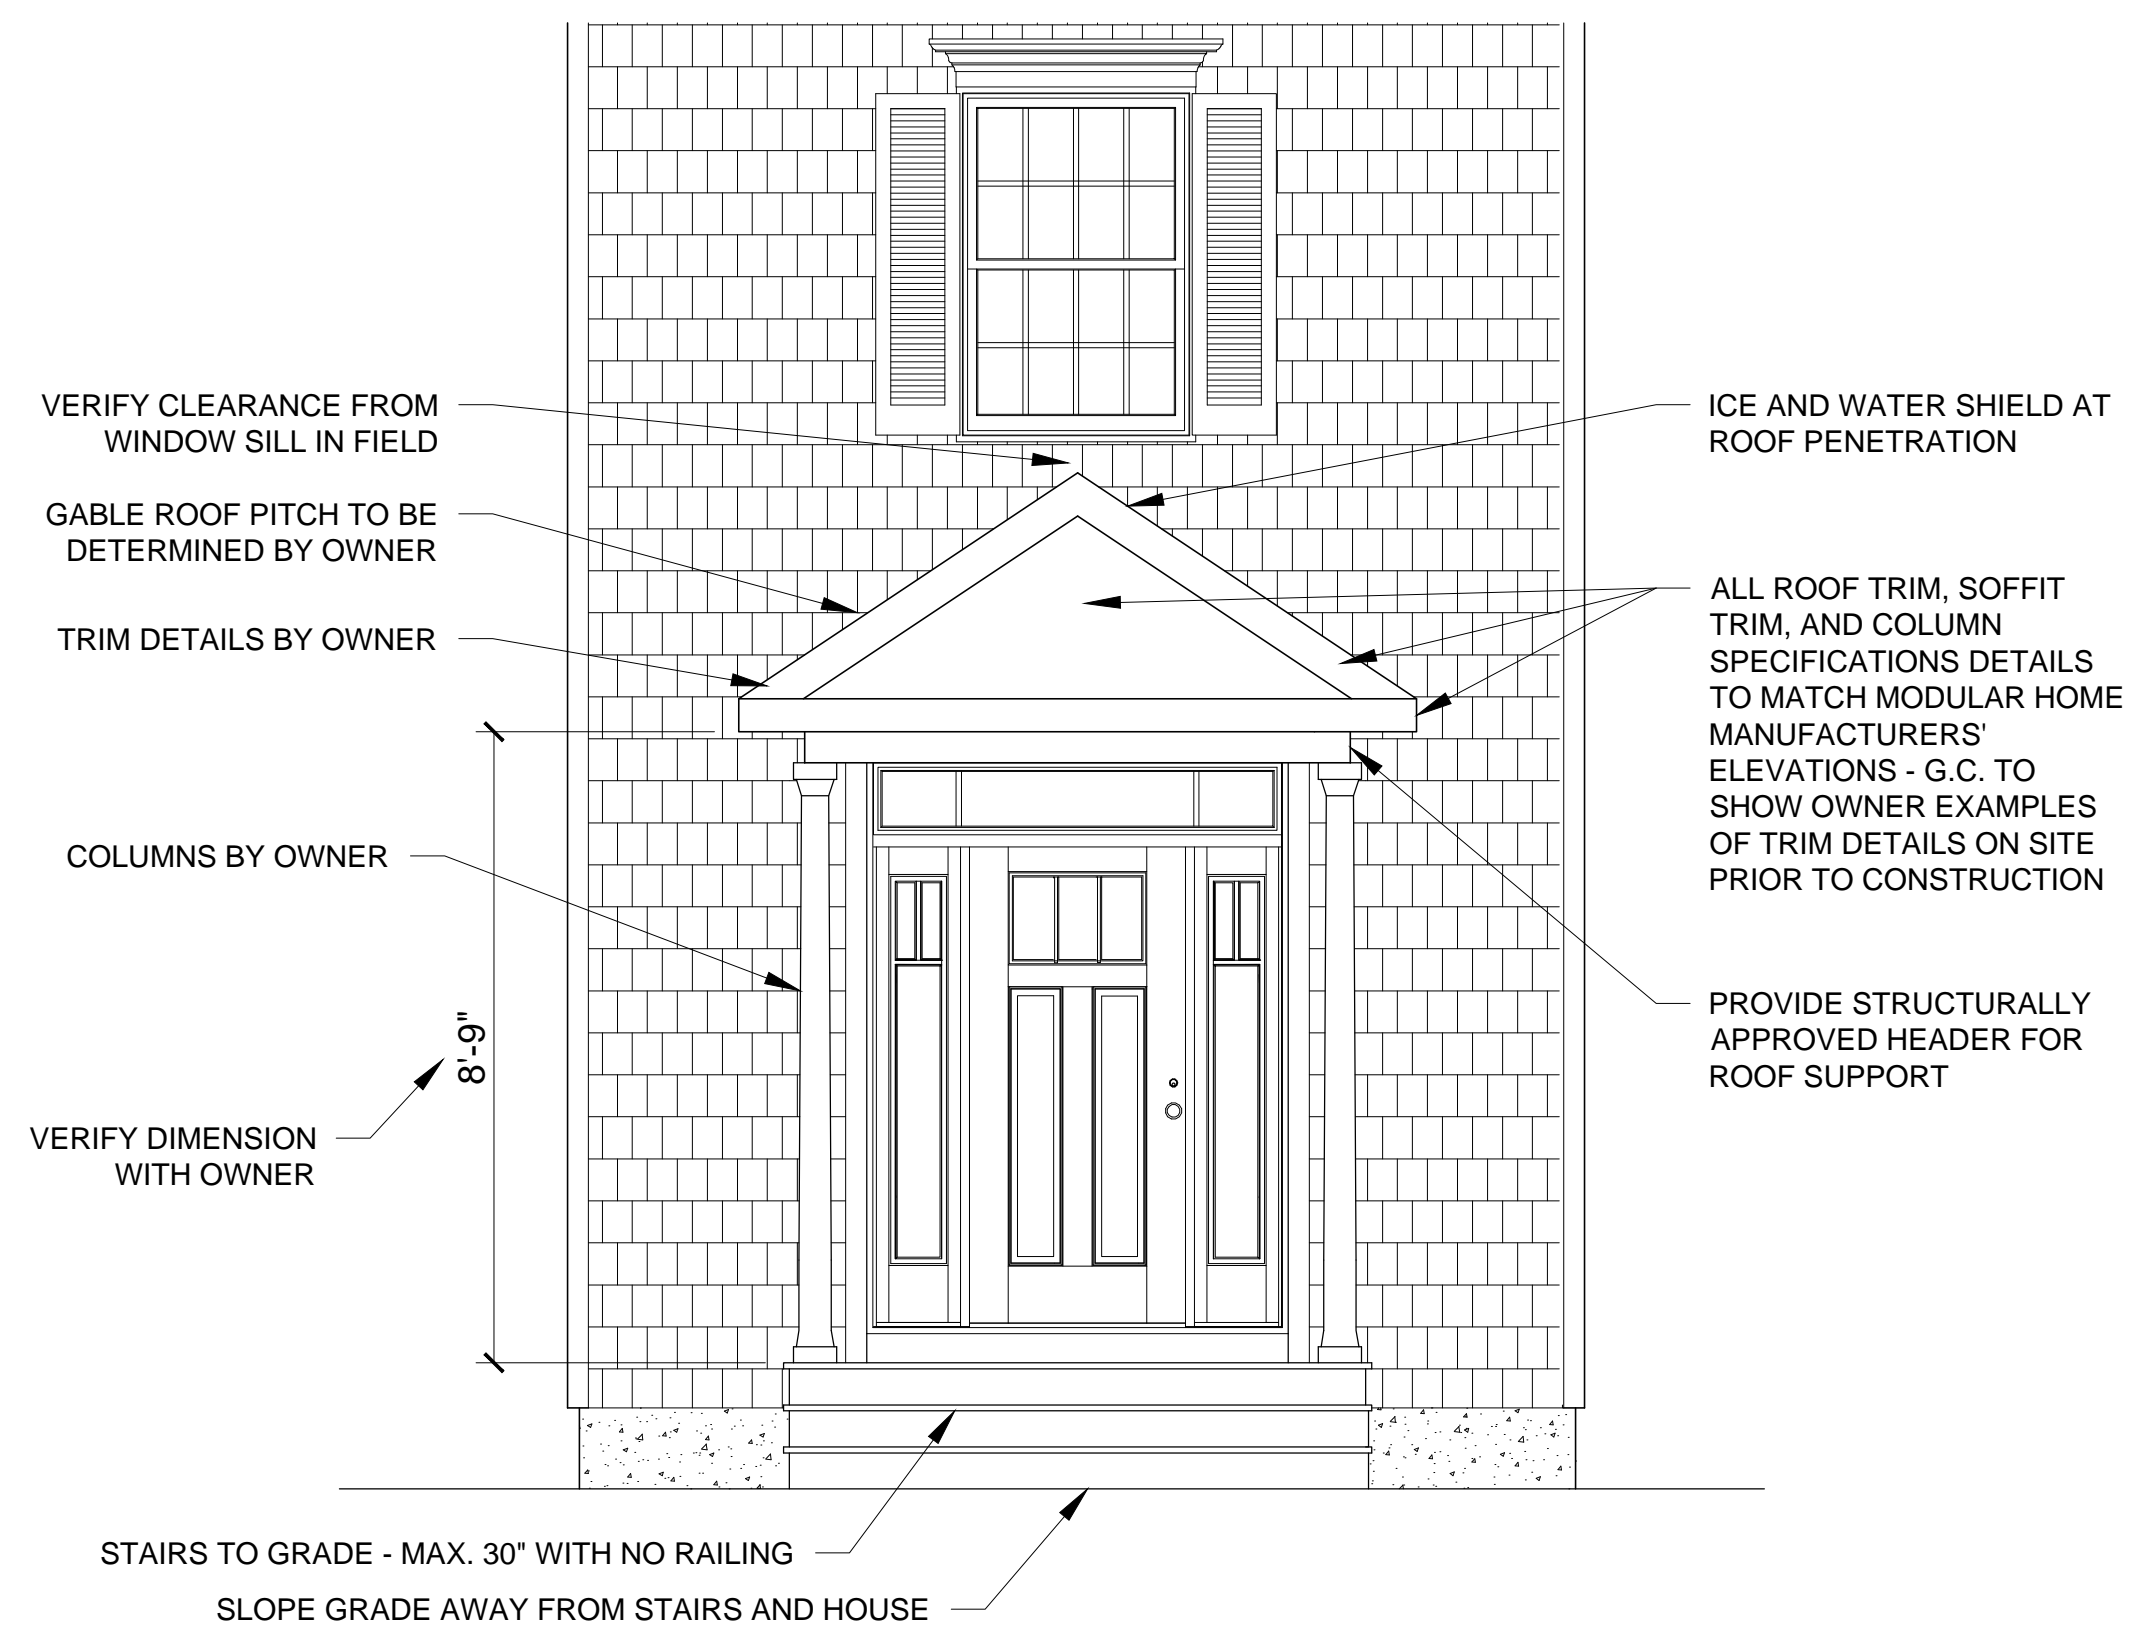 VERIFY CLEARANCE FROM
WINDOW SILL IN FIELD
GABLE ROOF PITCH TO BE
DETERMINED BY OWNER
TRIM DETAILS BY OWNER
COLUMNS BY OWNER
8'-9"
VERIFY DIMENSION
WITH OWNER
STAIRS TO GRADE - MAX. 30" WITH NO RAILING
SLOPE GRADE AWAY FROM STAIRS AND HOUSE
ICE AND WATER SHIELD AT
ROOF PENETRATION
ALL ROOF TRIM, SOFFIT
TRIM, AND COLUMN
SPECIFICATIONS DETAILS
TO MATCH MODULAR HOME
MANUFACTURERS'
ELEVATIONS - G.C. TO
SHOW OWNER EXAMPLES
OF TRIM DETAILS ON SITE
PRIOR TO CONSTRUCTION
PROVIDE STRUCTURALLY
APPROVED HEADER FOR
ROOF SUPPORT